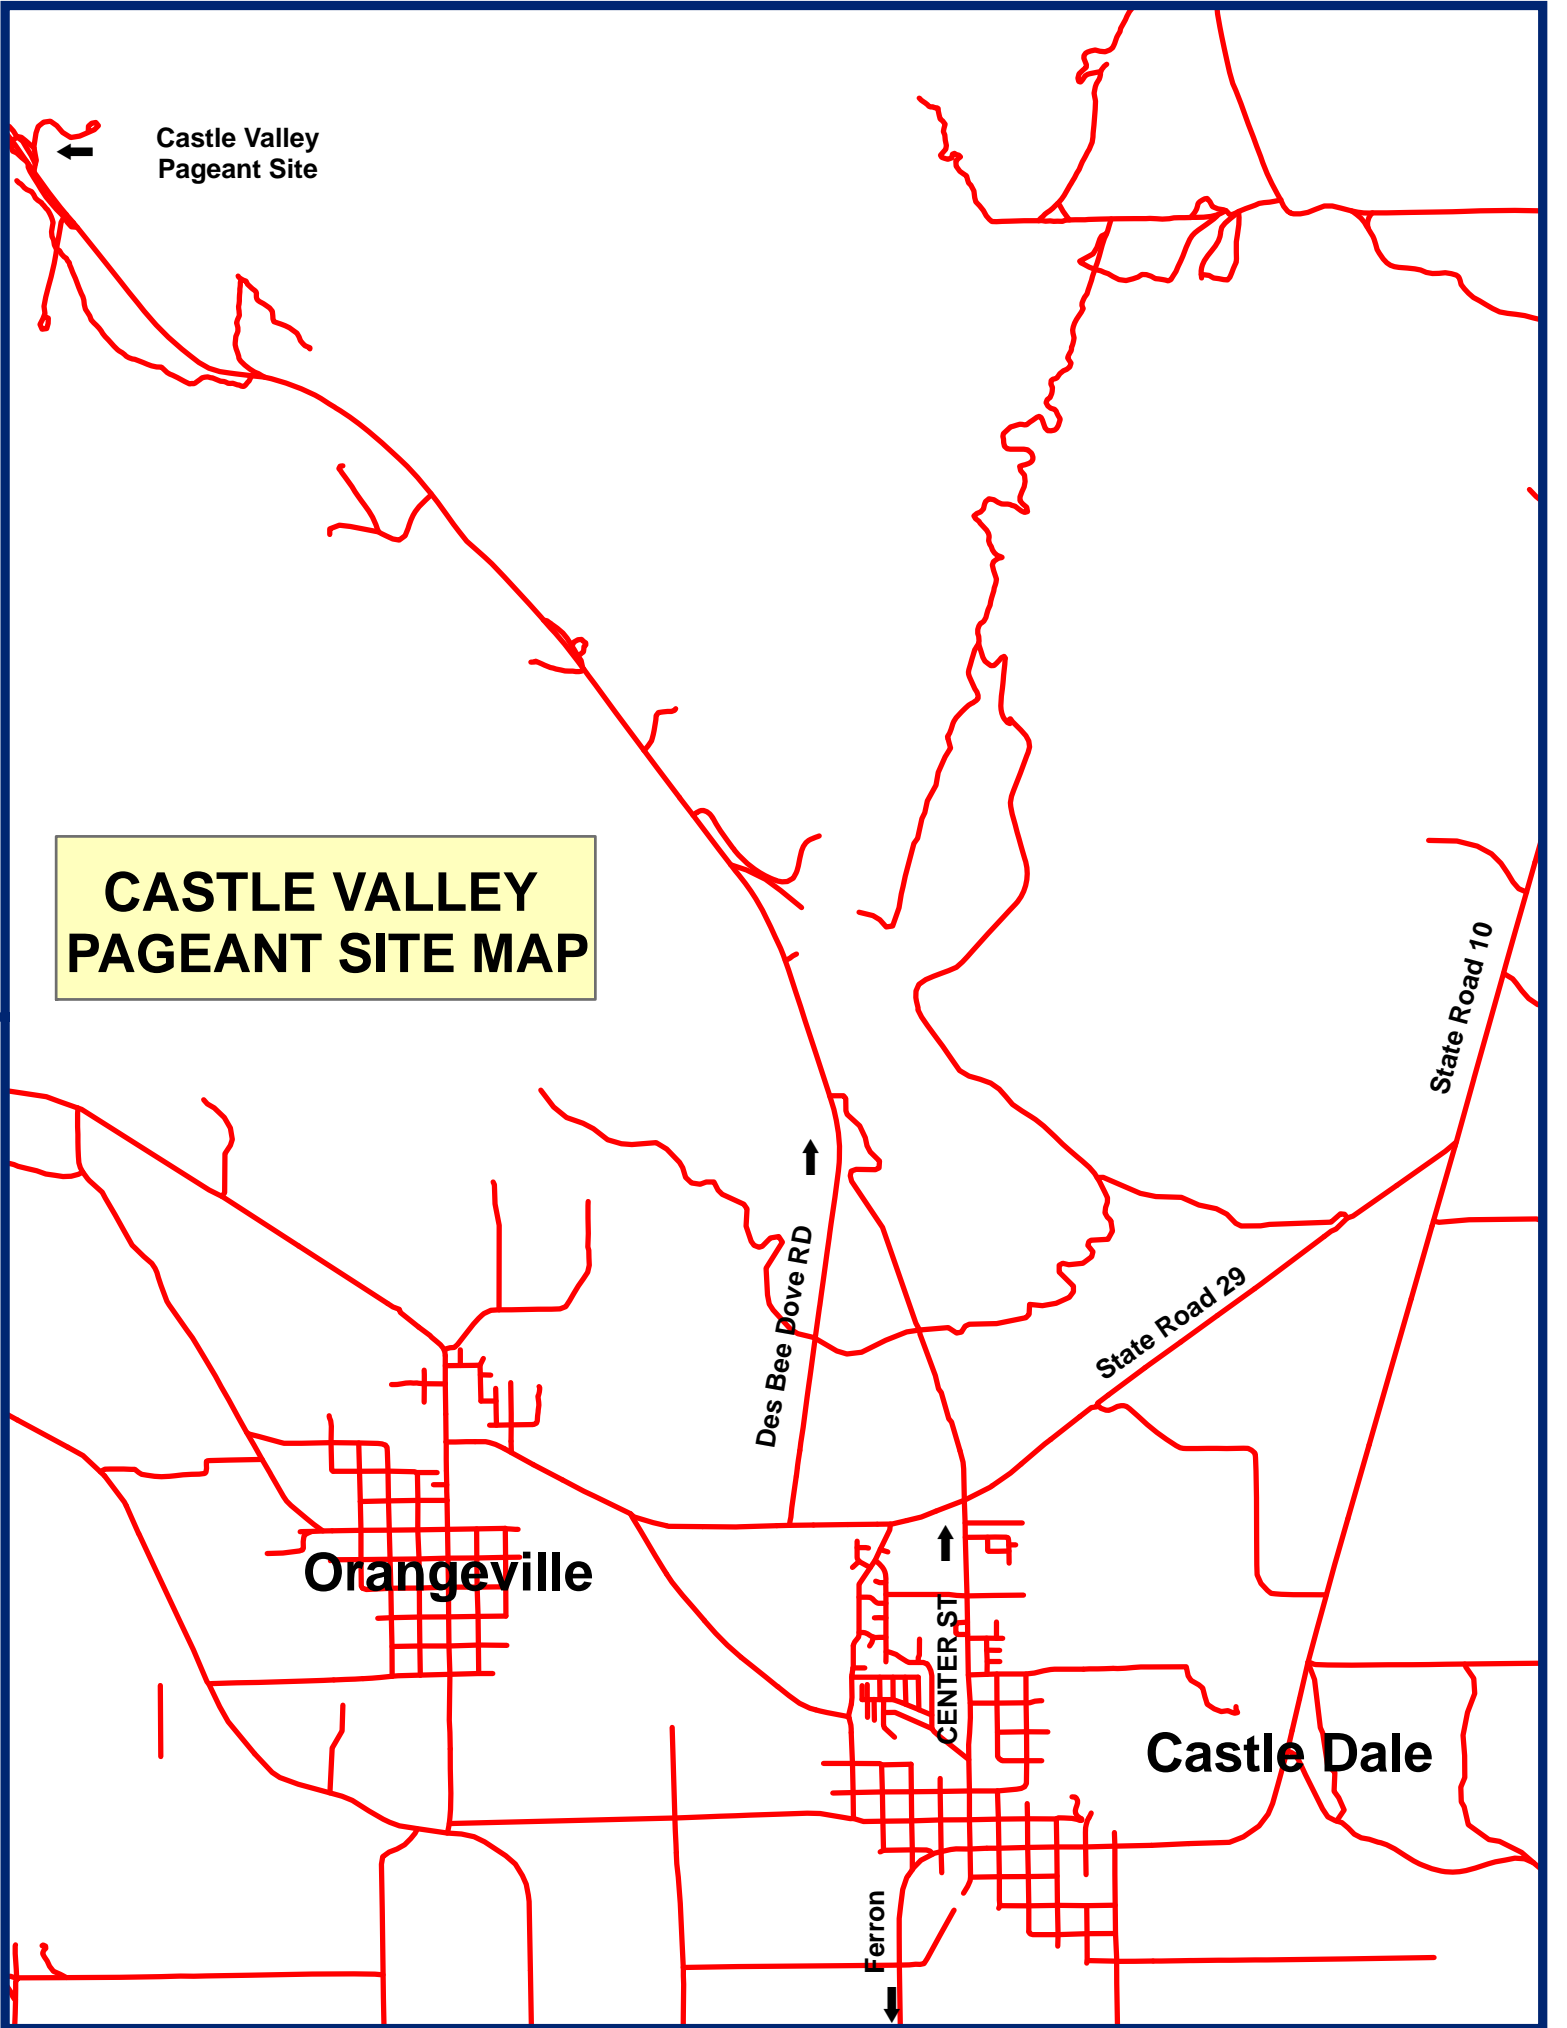 Castle Valley
Pageant Site
CASTLE VALLEY
PAGEANT SITE MAP
State Road 10
Des Bee Dove RD
State Road 29
Orangeville
CENTER ST
Castle Dale
Ferron